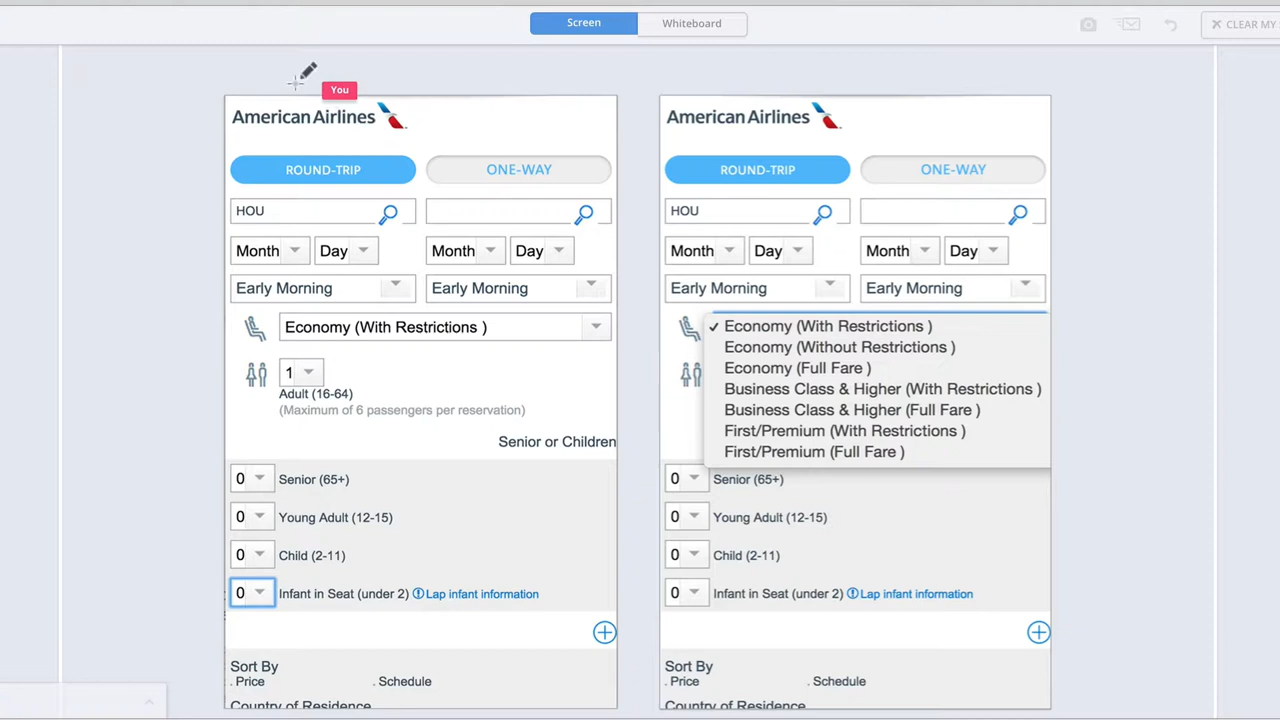 Screen
Whiteboard
CLEAR MY
You
American Airlines
ROUND-TRIP
ONE-WAY
HOU
Month
Day
Month
Day
Early Morning
Early Morning
Economy (With Restrictions )
1
Adult (16-64)
(Maximum of 6 passengers per reservation)
Senior or Children
0 Senior (65+)
0 Young Adult (12-15)
0 Child (2-11)
0 Infant in Seat (under 2) Lap infant information
Sort By
. Price . Schedule
Country of Residence
American Airlines
ROUND-TRIP
ONE-WAY
HOU
Month
Day
Month
Day
Early Morning
Early Morning
✓ Economy (With Restrictions )
Economy (Without Restrictions )
Economy (Full Fare )
Business Class & Higher (With Restrictions )
Business Class & Higher (Full Fare )
First/Premium (With Restrictions )
First/Premium (Full Fare )
0 Senior (65+)
0 Young Adult (12-15)
0 Child (2-11)
0 Infant in Seat (under 2) Lap infant information
Sort By
. Price . Schedule
Country of Residence